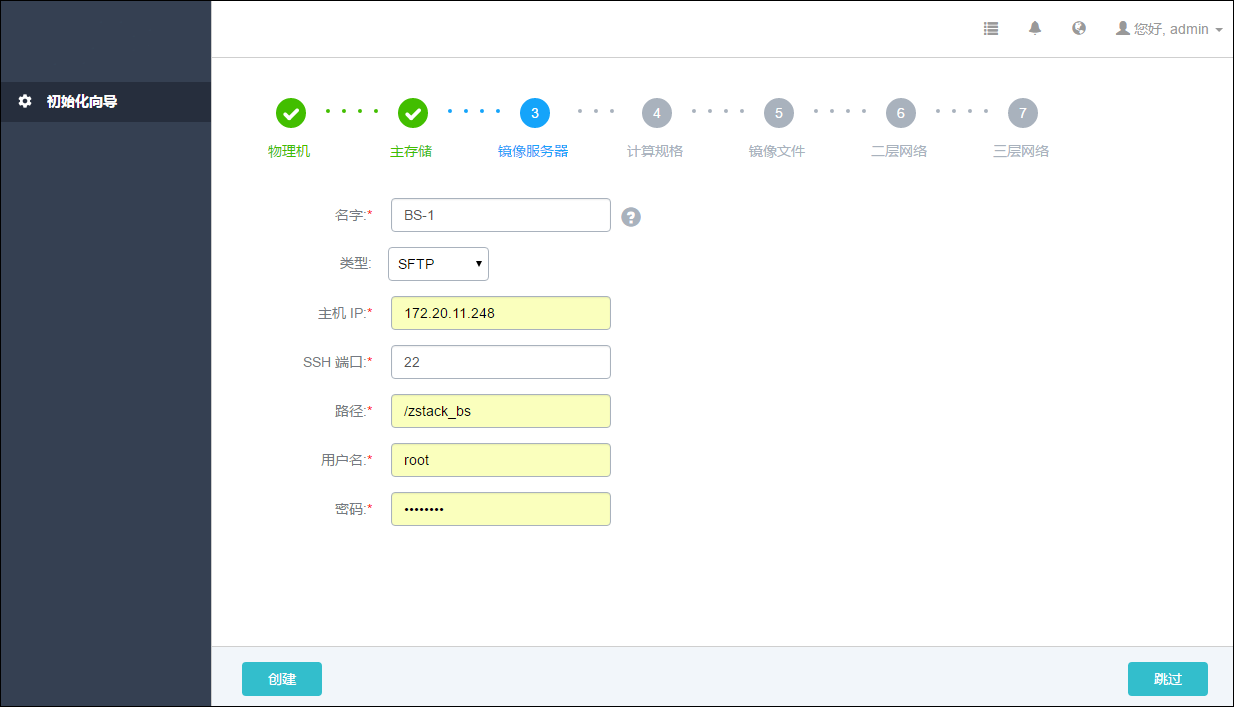 您好, admin
初始化向导
3 4 5 6 7
物理机 主存储 镜像服务器 计算规格 镜像文件 二层网络 三层网络
名字:* BS-1 ?
类型: SFTP
主机 IP:* 172.20.11.248
SSH 端口:* 22
路径:* /zstack_bs
用户名:* root
密码:* ••••••••
创建 跳过